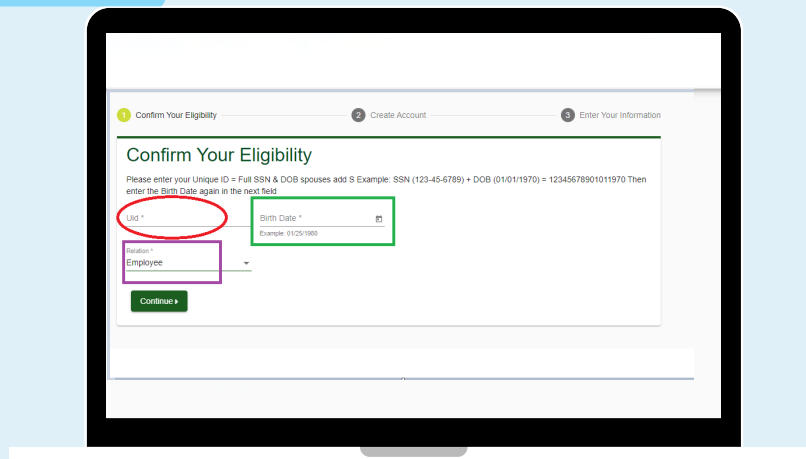 1 Confirm Your Eligibility 2 Create Account 3 Enter Your Information
Confirm Your Eligibility
Please enter your Unique ID = Full SSN & DOB spouses add S Example: SSN (123-45-6789) + DOB (01/01/1970) = 12345678901011970 Then
enter the Birth Date again in the next field
Uid * Birth Date *
Example: 01/25/1980
Relation *
Employee
Continue